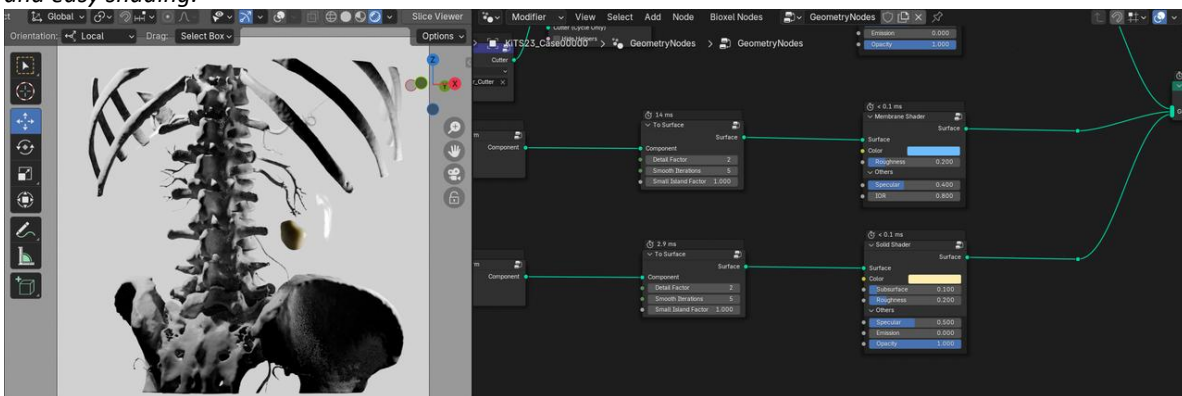 and easy shading.
Global
Slice Viewer
Orientation: Local Drag: Select Box Options
Modifier View Select Add Node Bioxel Nodes GeometryNodes
KiTS23_Case00000 > GeometryNodes > GeometryNodes
Cutter
_Cutter
Emission 0.000
Opacity 1.000
Component
14 ms
To Surface
Surface
Component
Detail Factor 2
Smooth Iterations 5
Small Island Factor 1.000
< 0.1 ms
Membrane Shader
Surface
Surface
Color
Roughness 0.200
Others
Specular 0.400
IOR 0.800
Component
2.9 ms
To Surface
Surface
Component
Detail Factor 2
Smooth Iterations 5
Small Island Factor 1.000
< 0.1 ms
Solid Shader
Surface
Surface
Color
Subsurface 0.100
Roughness 0.200
Others
Specular 0.500
Emission 0.000
Opacity 1.000